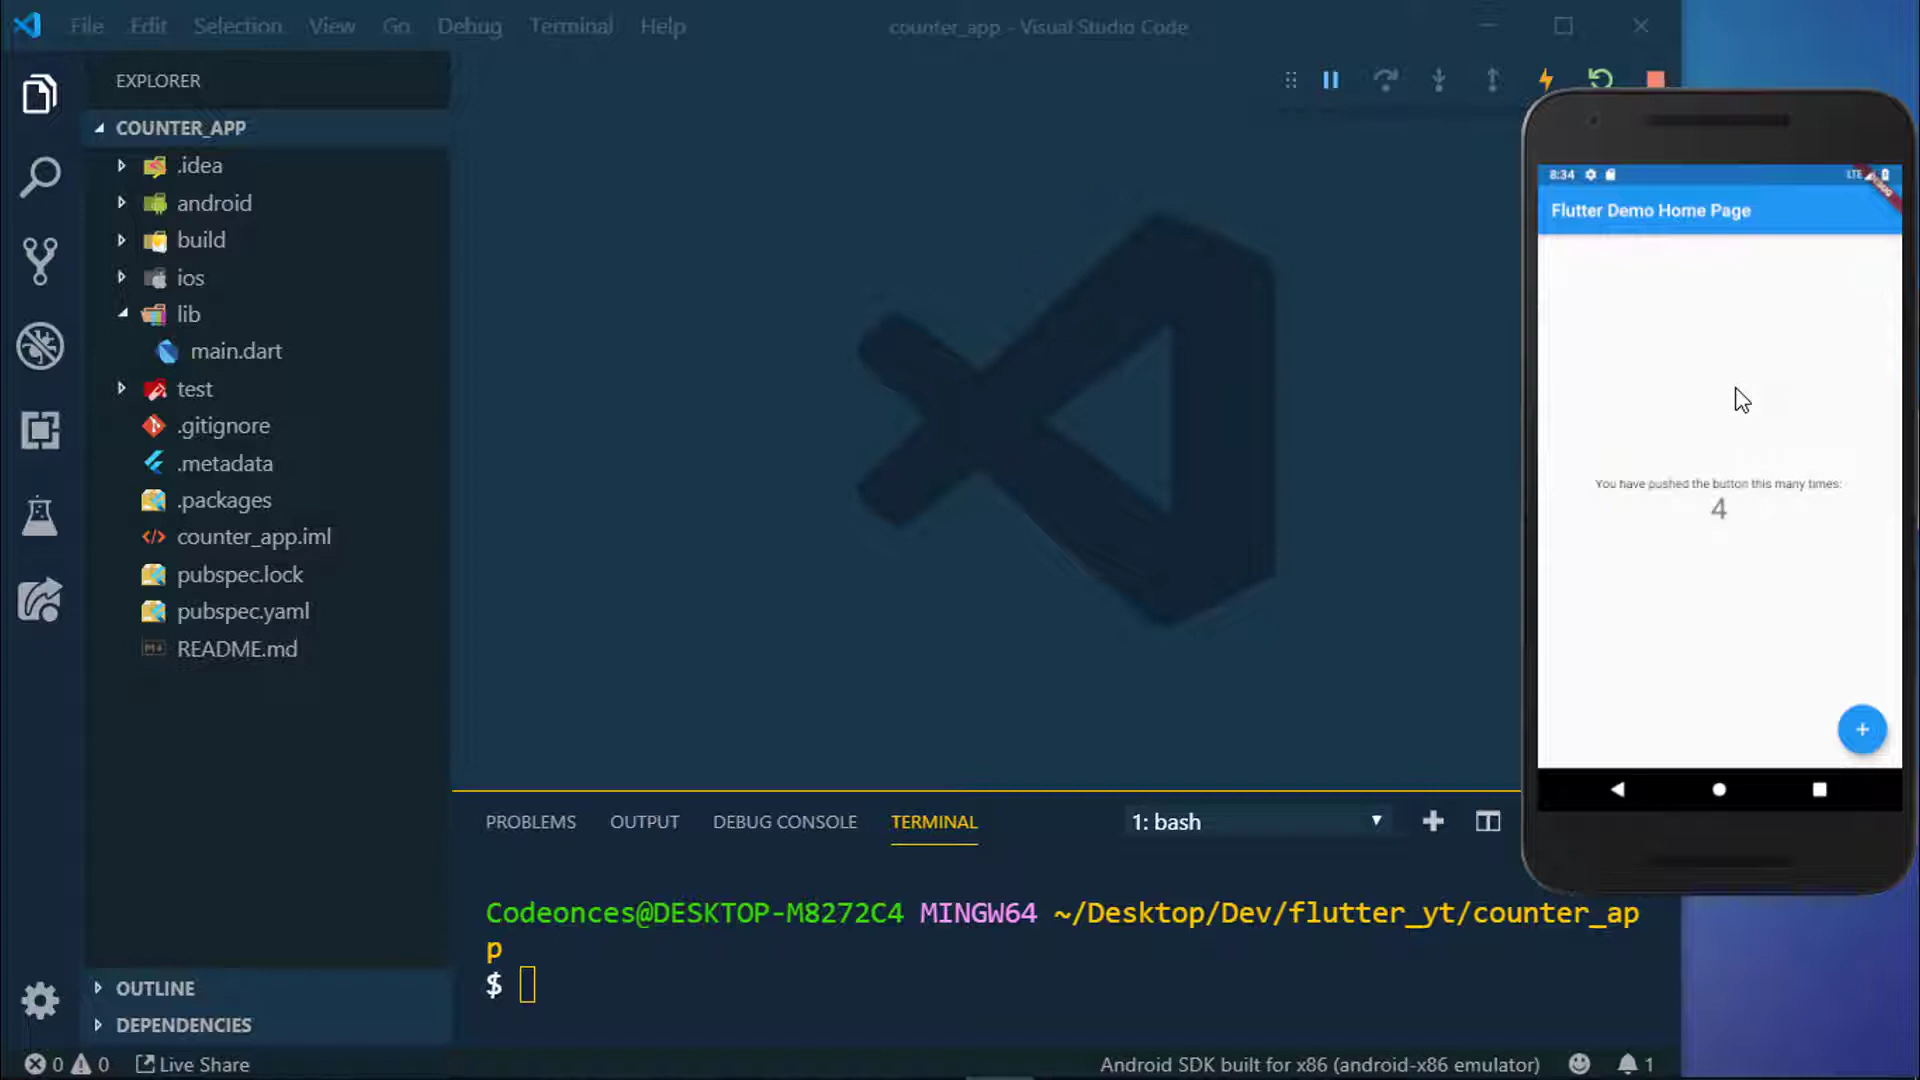 File Edit Selection View Go Debug Terminal Help
counter_app - Visual Studio Code
EXPLORER
COUNTER_APP
.idea
android
build
ios
lib
main.dart
test
.gitignore
.metadata
.packages
counter_app.iml
pubspec.lock
pubspec.yaml
README.md
OUTLINE
DEPENDENCIES
8:34
LTE
DEBUG
Flutter Demo Home Page
You have pushed the button this many times:
4
PROBLEMS OUTPUT DEBUG CONSOLE TERMINAL
1: bash
Codeonces@DESKTOP-M8272C4 MINGW64 ~/Desktop/Dev/flutter_yt/counter_ap
p
$
0 0 Live Share
Android SDK built for x86 (android-x86 emulator)
1